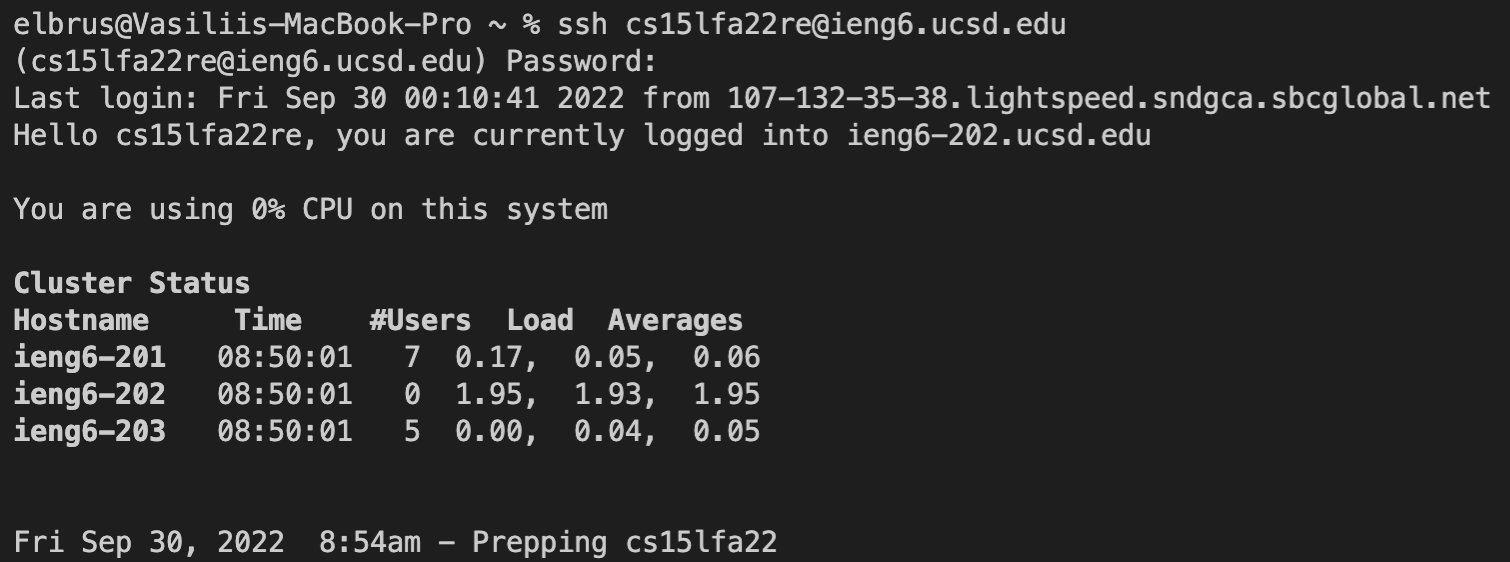 elbrus@Vasiliis-MacBook-Pro ~ % ssh cs15lfa22re@ieng6.ucsd.edu
(cs15lfa22re@ieng6.ucsd.edu) Password:
Last login: Fri Sep 30 00:10:41 2022 from 107-132-35-38.lightspeed.sndgca.sbcglobal.net
Hello cs15lfa22re, you are currently logged into ieng6-202.ucsd.edu
You are using 0% CPU on this system
Cluster Status
Hostname     Time    #Users  Load  Averages
ieng6-201   08:50:01   7  0.17,  0.05,  0.06
ieng6-202   08:50:01   0  1.95,  1.93,  1.95
ieng6-203   08:50:01   5  0.00,  0.04,  0.05
Fri Sep 30, 2022  8:54am - Prepping cs15lfa22